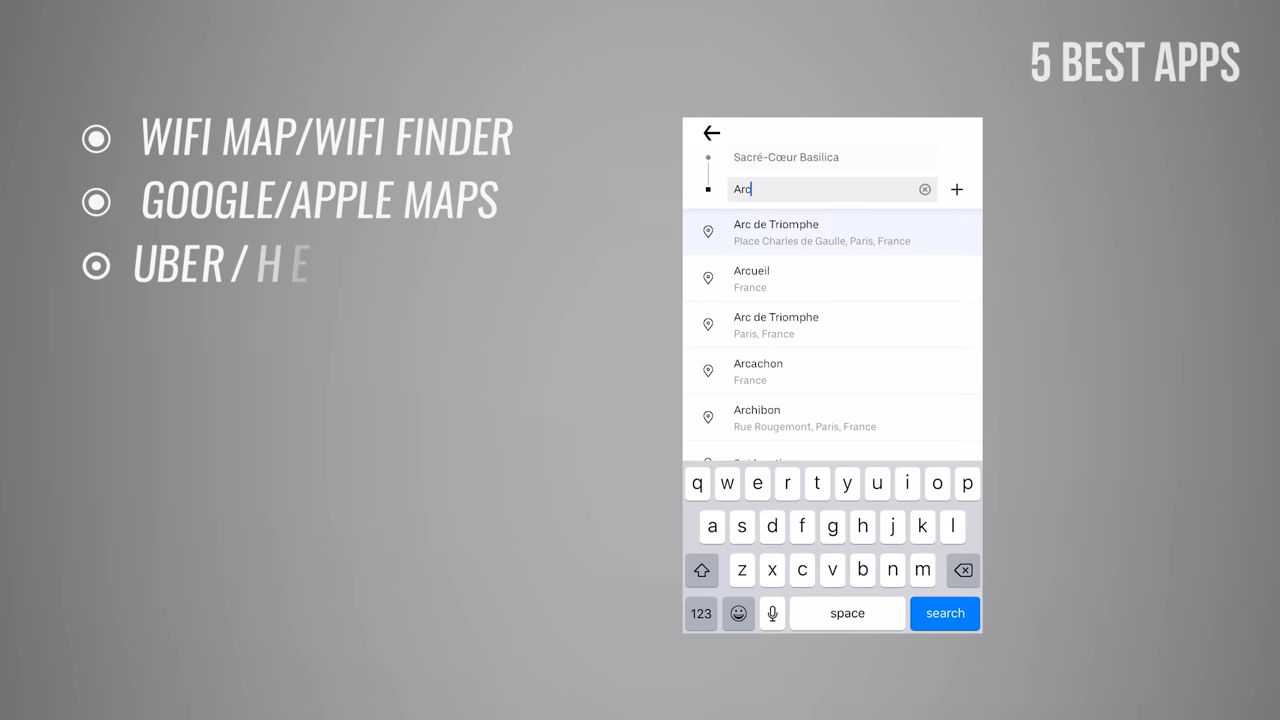 5 BEST APPS
WIFI MAP/WIFI FINDER
GOOGLE/APPLE MAPS
UBER / H E
Sacré-Cœur Basilica
Arc
Arc de Triomphe
Place Charles de Gaulle, Paris, France
Arcueil
France
Arc de Triomphe
Paris, France
Arcachon
France
Archibon
Rue Rougemont, Paris, France
q w e r t y u i o p
a s d f g h j k l
z x c v b n m
123 space search